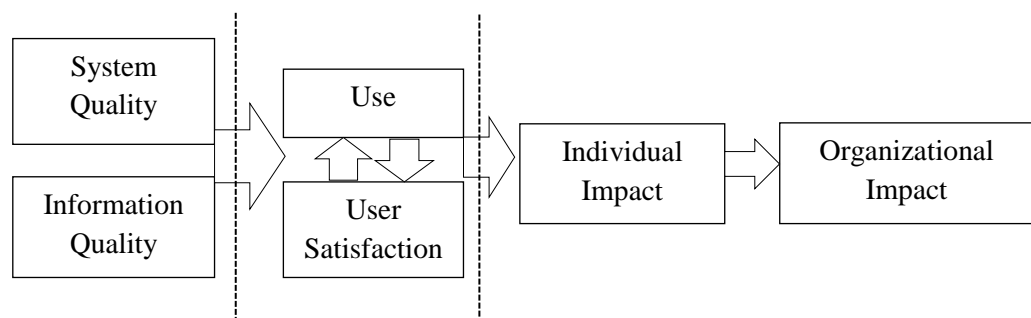 System
Quality
Information
Quality
Use
User
Satisfaction
Individual
Impact
Organizational
Impact